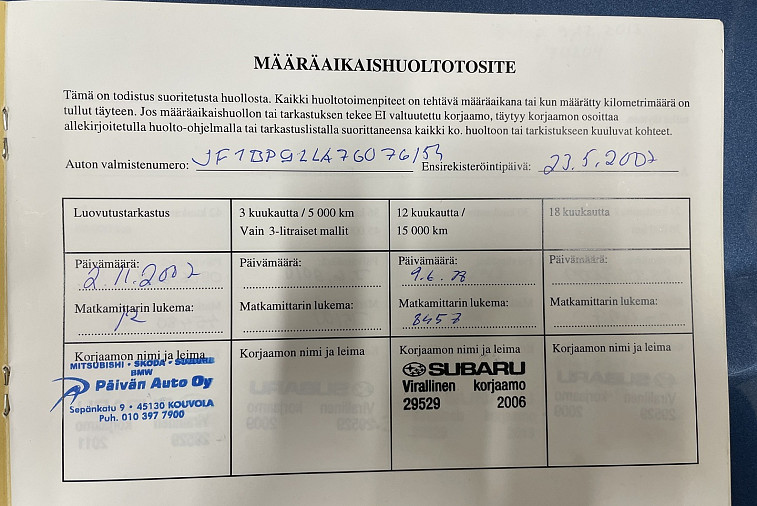 MÄÄRÄAIKAISHUOLTOTOSITE
Tämä on todistus suoritetusta huollosta. Kaikki huoltotoimenpiteet on tehtävä määräaikana tai kun määrätty kilometrimäärä on
tullut täyteen. Jos määräaikaishuollon tai tarkastuksen tekee EI valtuutettu korjaamo, täytyy korjaamon osoittaa
allekirjoitetulla huolto-ohjelmalla tai tarkastuslistalla suorittaneensa kaikki ko. huoltoon tai tarkistukseen kuuluvat kohteet.
Auton valmistenumero: Ensirekisteröintipäivä: 23.5.2007
Luovutustarkastus
3 kuukautta / 5 000 km
Vain 3-litraiset mallit
12 kuukautta /
15 000 km
18 kuukautta
Päivämäärä:
2.11.2007
Päivämäärä:
Päivämäärä:
9.6.
Päivämäärä:
Matkamittarin lukema:
12
Matkamittarin lukema:
Matkamittarin lukema:
8457
Matkamittarin lukema:
Korjaamon nimi ja leima
MITSUBISHI • SKODA • SUBARU
BMW
Päivän Auto Oy
Sepänkatu 9 • 45130 KOUVOLA
Puh. 010 397 7900
Korjaamon nimi ja leima
Korjaamon nimi ja leima
SUBARU
Virallinen korjaamo
29529 2006
Korjaamon nimi ja leima